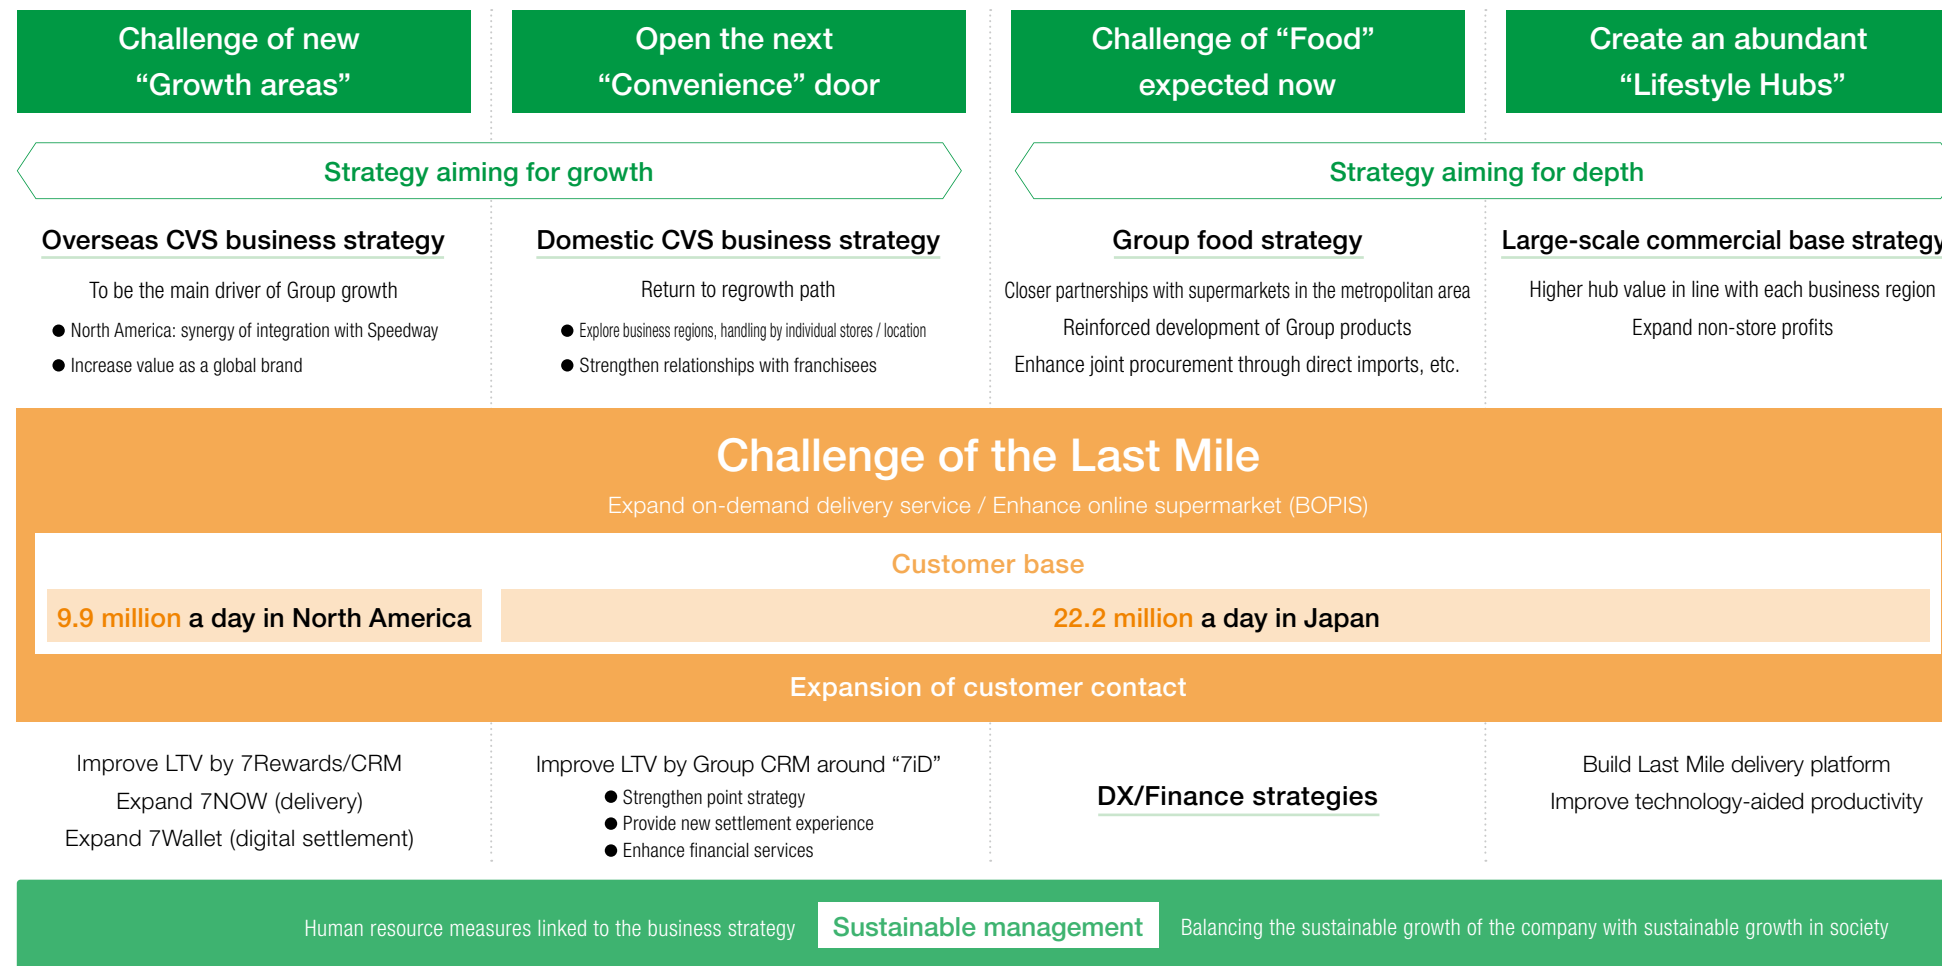 Challenge of new
“Growth areas”
Open the next
“Convenience” door
Challenge of “Food”
expected now
Create an abundant
“Lifestyle Hubs”
Strategy aiming for growth
Strategy aiming for depth
Overseas CVS business strategy
To be the main driver of Group growth
● North America: synergy of integration with Speedway
● Increase value as a global brand
Domestic CVS business strategy
Return to regrowth path
● Explore business regions, handling by individual stores / location
● Strengthen relationships with franchisees
Group food strategy
Closer partnerships with supermarkets in the metropolitan area
Reinforced development of Group products
Enhance joint procurement through direct imports, etc.
Large-scale commercial base strategy
Higher hub value in line with each business region
Expand non-store profits
Challenge of the Last Mile
Expand on-demand delivery service / Enhance online supermarket (BOPIS)
Customer base
9.9 million a day in North America
22.2 million a day in Japan
Expansion of customer contact
Improve LTV by 7Rewards/CRM
Expand 7NOW (delivery)
Expand 7Wallet (digital settlement)
Improve LTV by Group CRM around “7iD”
● Strengthen point strategy
● Provide new settlement experience
● Enhance financial services
DX/Finance strategies
Build Last Mile delivery platform
Improve technology-aided productivity
Human resource measures linked to the business strategy
Sustainable management
Balancing the sustainable growth of the company with sustainable growth in society